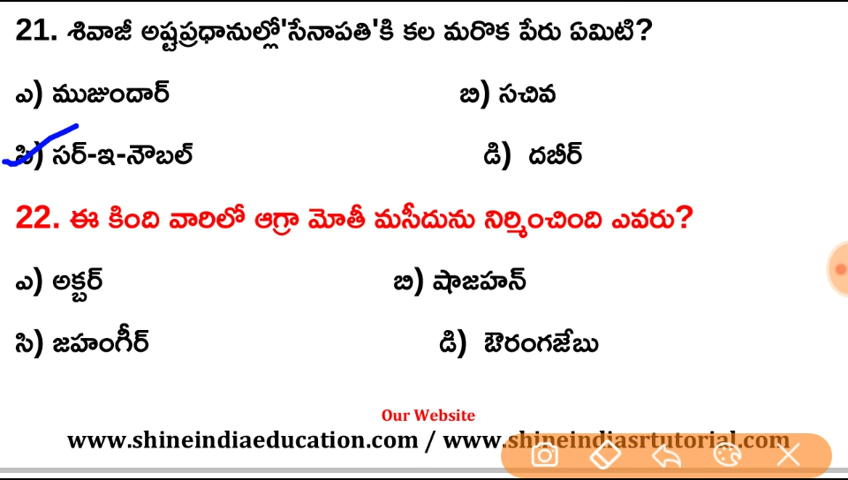 21. శివాజీ అష్టప్రధానుల్లో'సేనాపతి'కి కల మరొక పేరు ఏమిటి?
ఎ) ముజుందార్ బి) సచివ
సి) సర్-ఇ-నౌబల్ డి) దబీర్
22. ఈ కింది వారిలో ఆగ్రా మోతీ మసీదును నిర్మించింది ఎవరు?
ఎ) అక్బర్ బి) షాజహన్
సి) జహంగీర్ డి) ఔరంగజేబు
Our Website
www.shineindiaeducation.com / www.shineindiasrtutorial.com